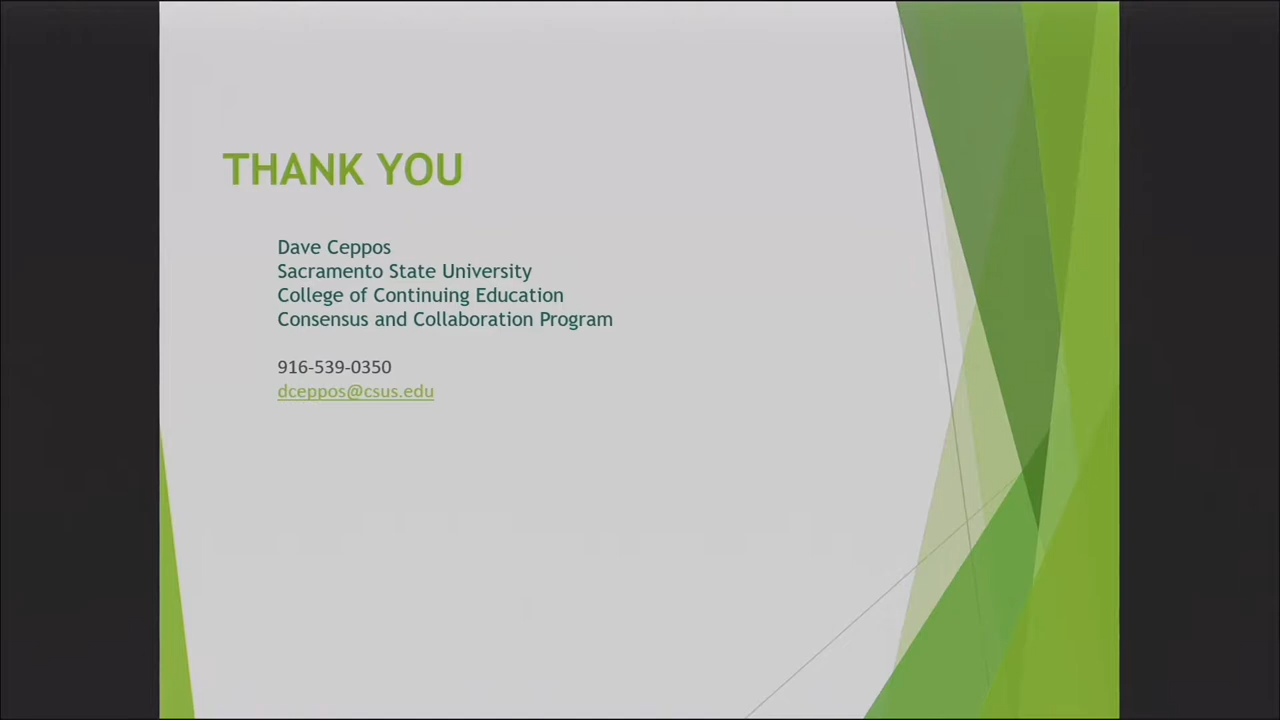 THANK YOU
Dave Ceppos
Sacramento State University
College of Continuing Education
Consensus and Collaboration Program
916-539-0350
dceppos@csus.edu